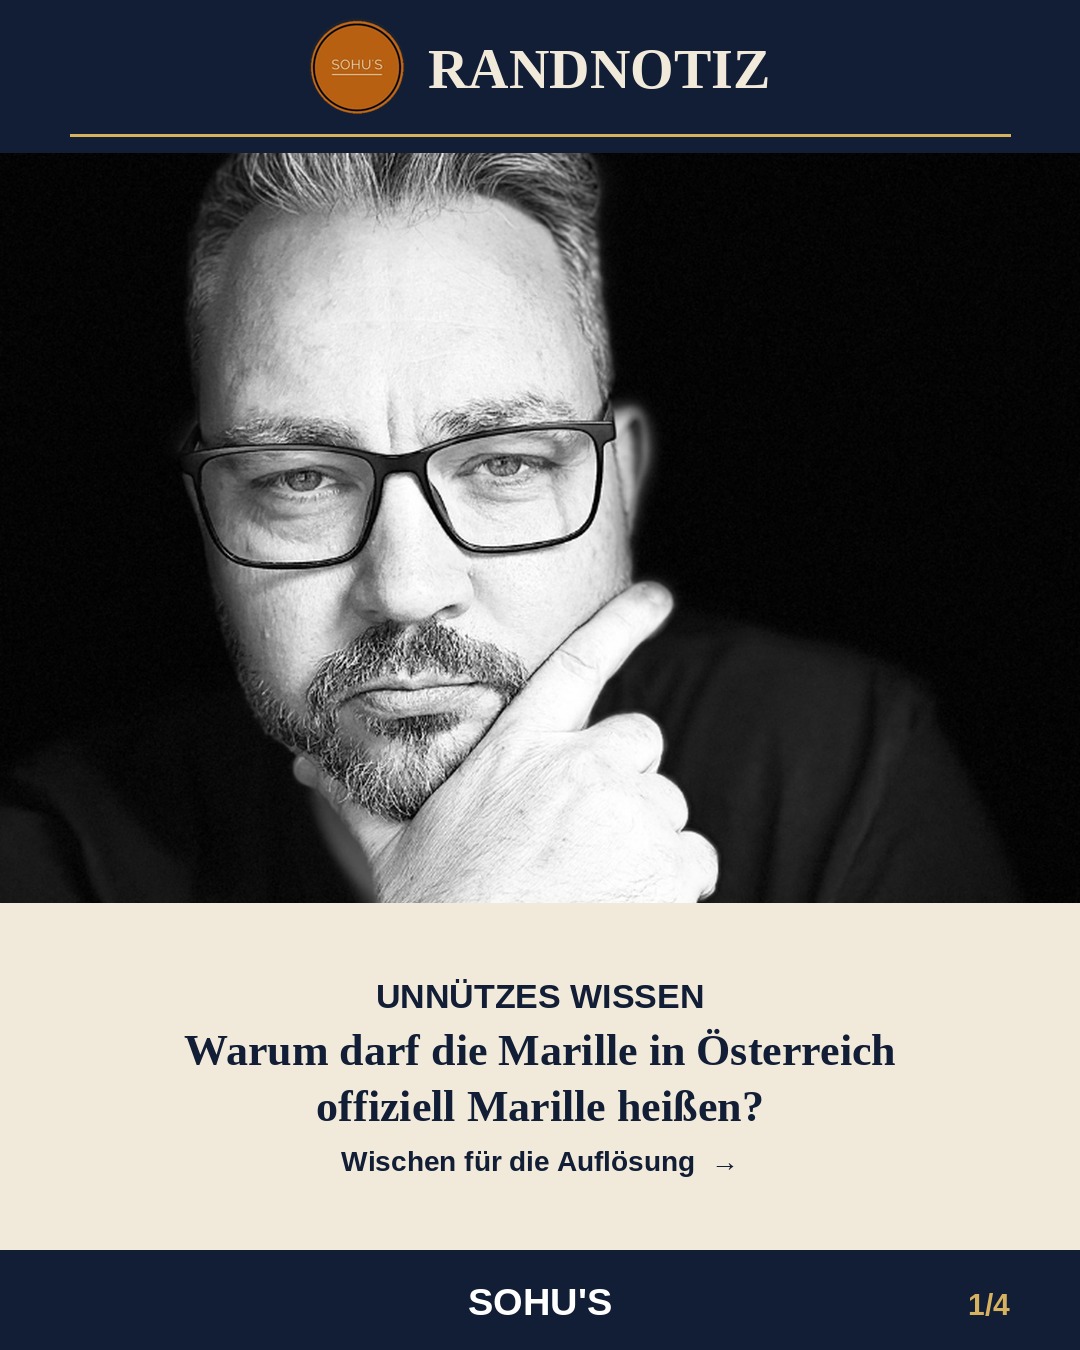 SOHU'S
RANDNOTIZ
UNNÜTZES WISSEN
Warum darf die Marille in Österreich
offiziell Marille heißen?
Wischen für die Auflösung →
SOHU'S
1/4